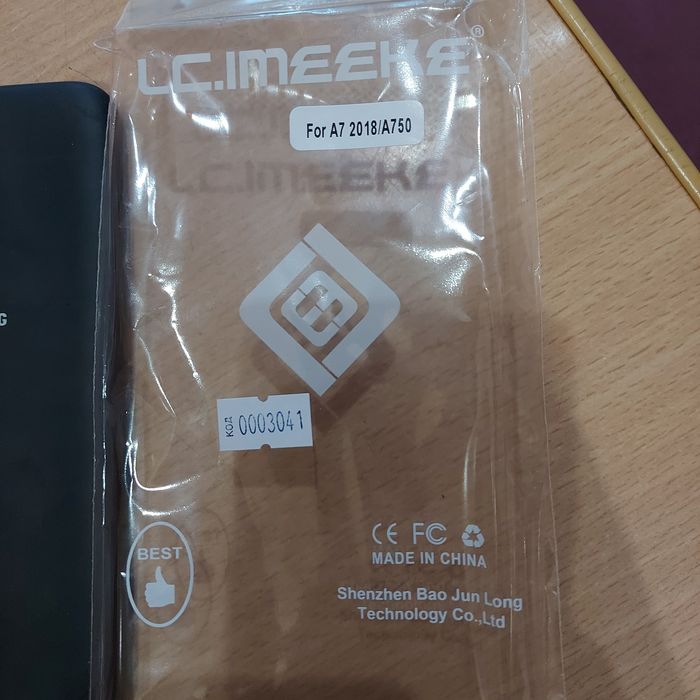 LC.IMEEKE®
For A7 2018/A750
LC.IMEEKE
G
КОД 0003041
BEST
CE FC
MADE IN CHINA
Shenzhen Bao Jun Long
Technology Co.,Ltd